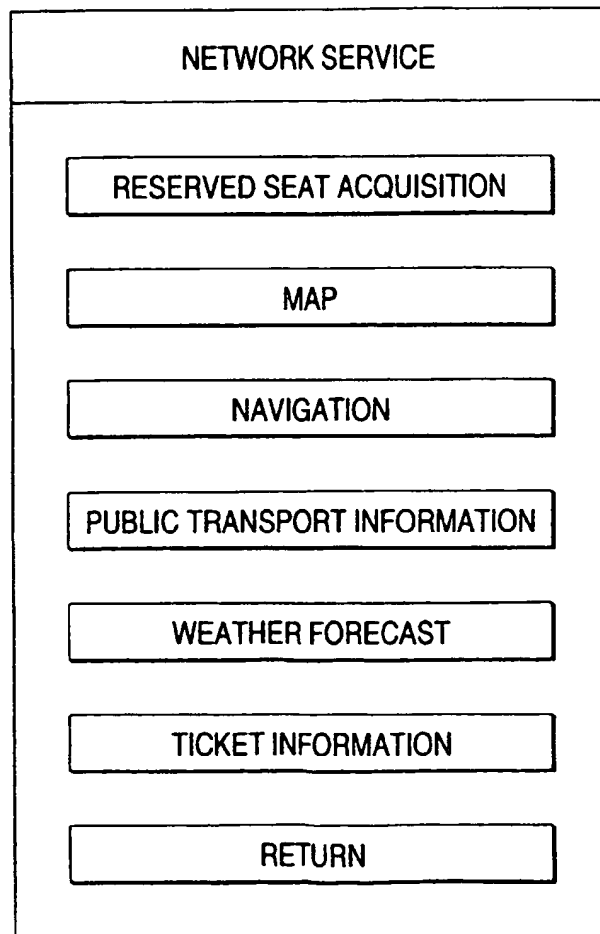 NETWORK SERVICE
RESERVED SEAT ACQUISITION
MAP
NAVIGATION
PUBLIC TRANSPORT INFORMATION
WEATHER FORECAST
TICKET INFORMATION
RETURN